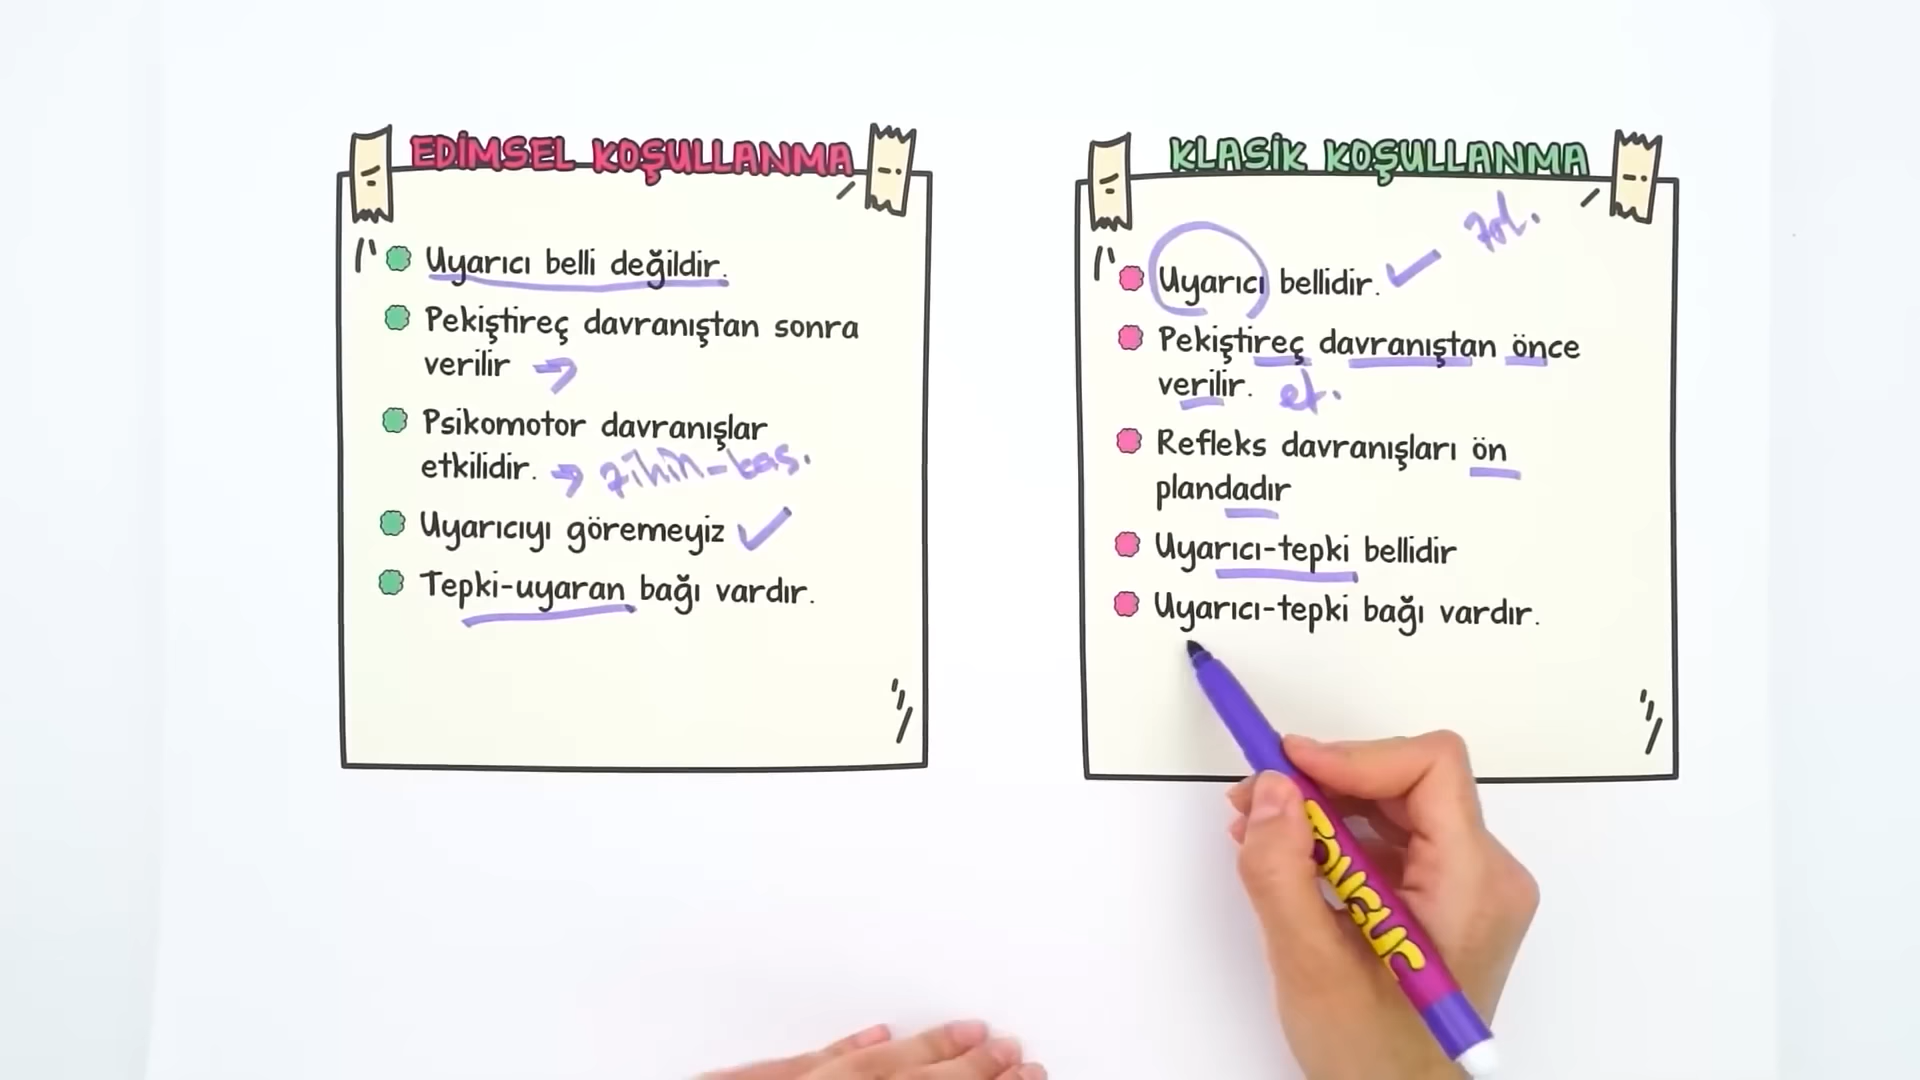 EDİMSEL KOŞULLANMA
Uyarıcı belli değildir.
Pekiştireç davranıştan sonra
verilir →
Psikomotor davranışlar
etkilidir. → zihin-kas.
Uyarıcıyı göremeyiz ✓
Tepki-uyaran bağı vardır.
KLASİK KOŞULLANMA
Uyarıcı bellidir. ✓
Pekiştireç davranıştan önce
verilir. et.
Refleks davranışları ön
plandadır
Uyarıcı-tepki bellidir
Uyarıcı-tepki bağı vardır.